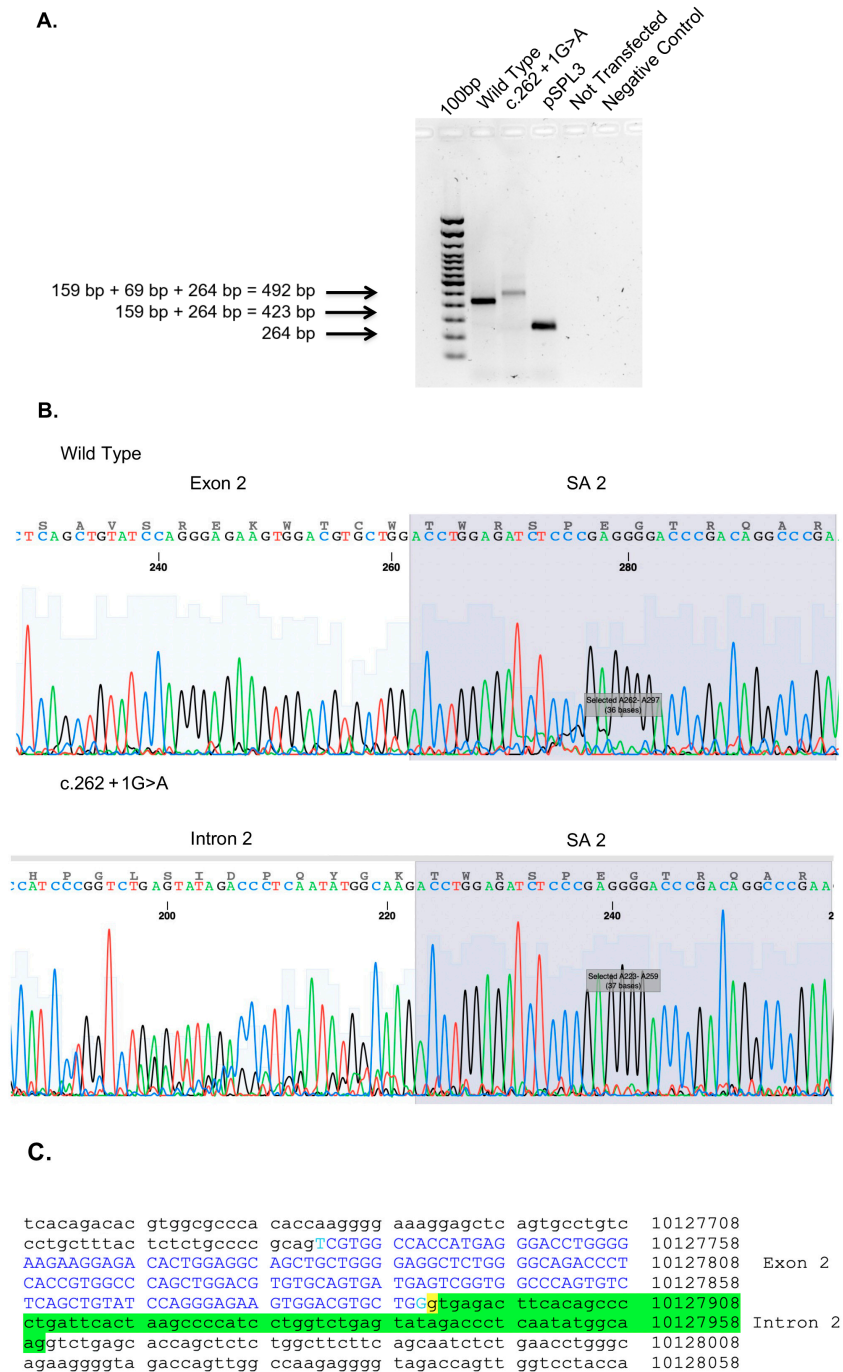 A.
100bp
Wild Type
c.262 +1G>A
pSPL3
Not Transfected
Negative Control
159 bp + 69 bp + 264 bp = 492 bp
159 bp + 264 bp = 423 bp
264 bp
B.
Wild Type
Exon 2 SA 2
S A V S R E K W T C W T W R S P E G T R Q A R
CTCAGCTGTATCCAGGGAGAAGTGGACGTGCTGGACCTGGAGATCTCCCGAGGGGACCCGACAGGCCCGA
240 260 280
Selected A262- A297
(36 bases)
c.262 +1G>A
Intron 2 SA 2
H P G L S I D P Q Y G K T W R S P E G T R Q A R
CCATCCCGGTCTGAGTATAGACCCTCAATATGGCAAGACCTGGAGATCTCCCGAGGGGACCCGACAGGCCCGAA
200 220 240 2
Selected A223- A259
(37 bases)
C.
tcacagacac gtggcgccca caccaagggg aaaggagctc agtgcctgtc 10127708
cctgctttac tctctgcccc gcagTCGTGG CCACCATGAG GGACCTGGGG 10127758
AAGAAGGAGA CACTGGAGGC AGCTGCTGGG GAGGCTGGGG GGCAGACCCT 10127808 Exon 2
CACCGTGGCC CAGCTGGACG TGTGCAGTGA TGAGTCGGTG GCCCAGTGTC 10127858
TCAGCTGTAT CCAGGGAGAA GTGGACGTGC TGGgtgagac ttcacagccc 10127908
ctgattcact aagccccatc cctggtctgag tatagaccct caatatggca 10127958 Intron 2
aggtctgagc accagctctc tggcttcttc agcaatctct gaacctgggc 10128008
agaaggggta gaccagttgg ccaagagggg tagaccagtt ggtcctacca 10128058